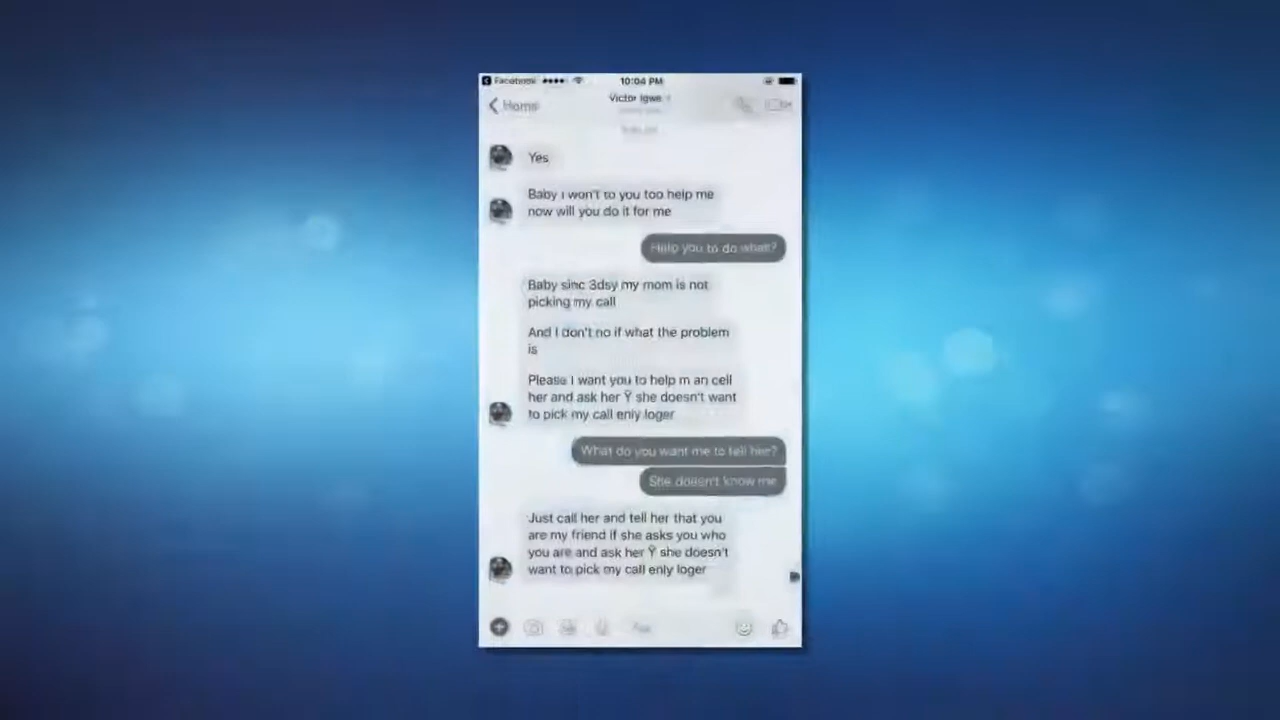 Facebook
10:04 PM
Home
Victor Igwe
Yes
Baby i won't to you too help me
now will you do it for me
Help you to do what?
Baby sinc 3dsy my mom is not
picking my call
And I don't no if what the problem
is
Please I want you to help m an cell
her and ask her Ÿ she doesn't want
to pick my call enly loger
What do you want me to tell her?
She doesn't know me
Just call her and tell her that you
are my friend if she asks you who
you are and ask her Ÿ she doesn't
want to pick my call enly loger